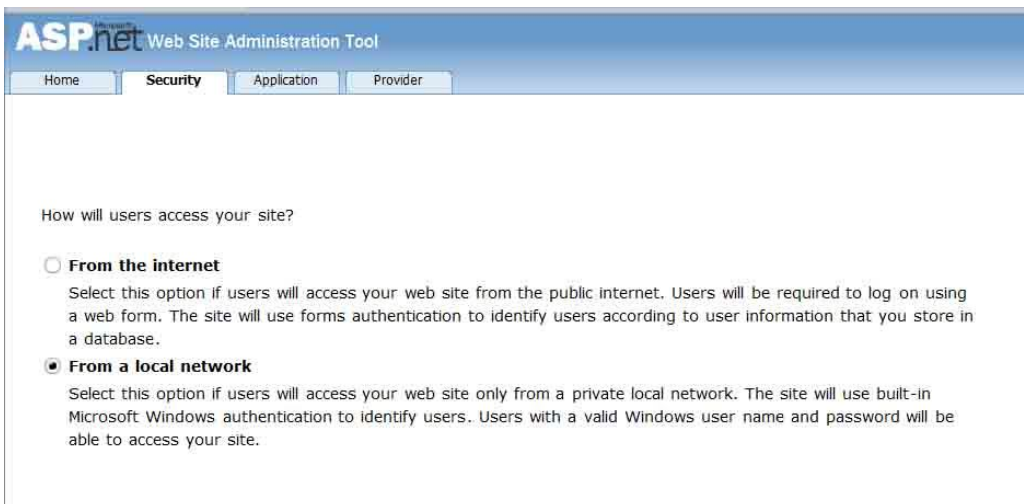 Microsoft
ASP.net Web Site Administration Tool
Home Security Application Provider
How will users access your site?
From the internet
Select this option if users will access your web site from the public internet. Users will be required to log on using
a web form. The site will use forms authentication to identify users according to user information that you store in
a database.
From a local network
Select this option if users will access your web site only from a private local network. The site will use built-in
Microsoft Windows authentication to identify users. Users with a valid Windows user name and password will be
able to access your site.